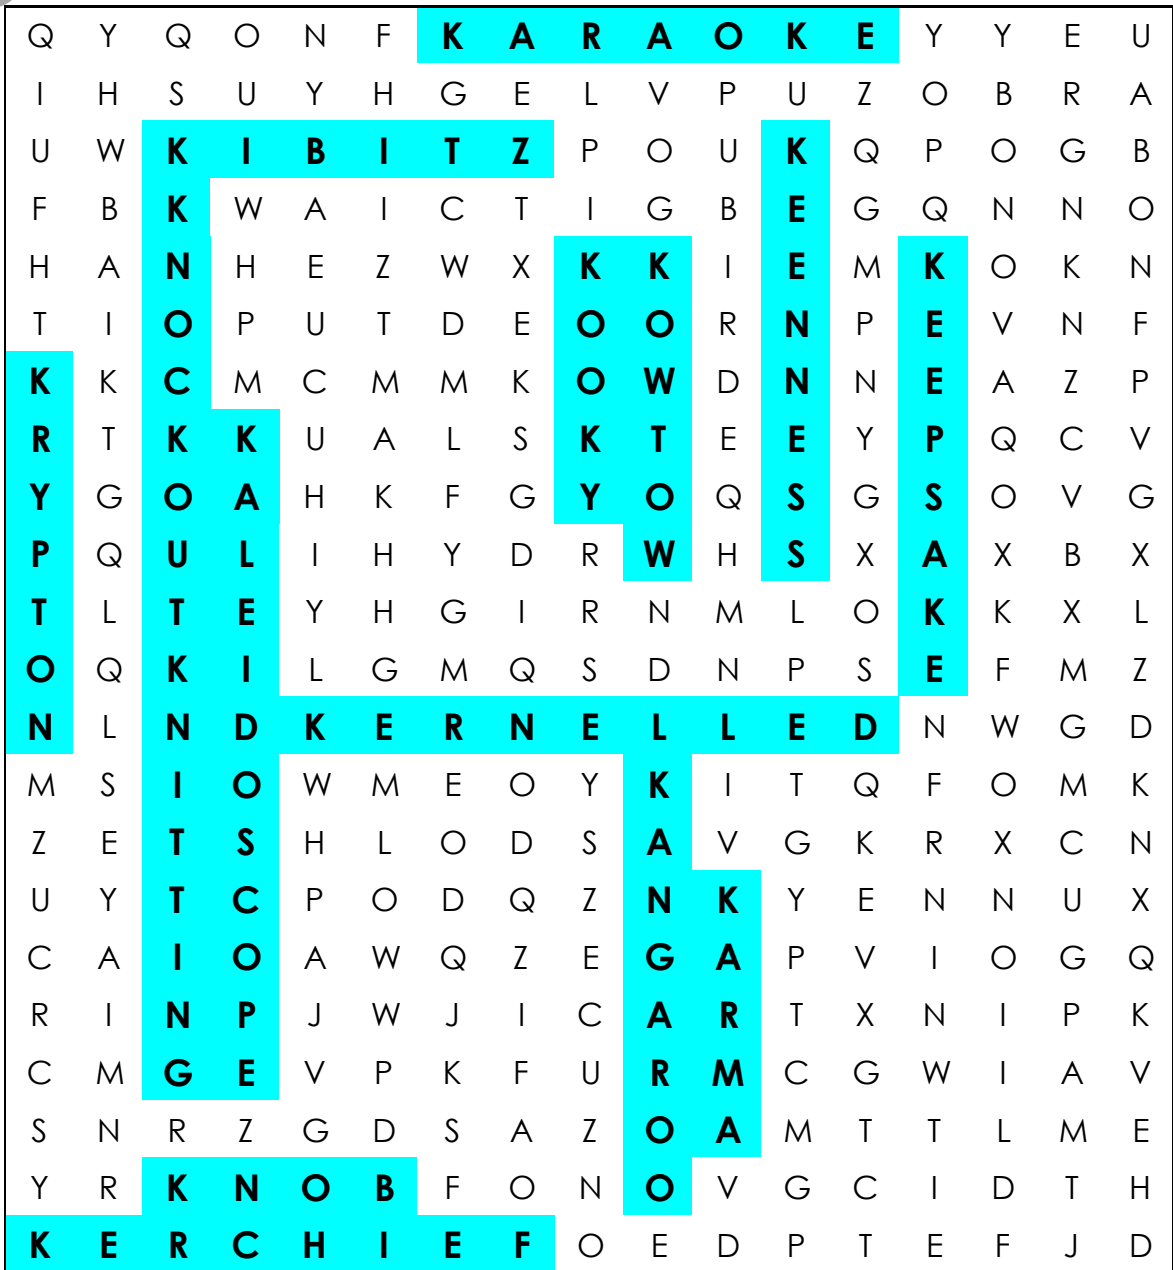 Q Y Q O N F K A R A O K E Y Y E U
I H S U Y H G E L V P U Z O B R A
U W K I B I T Z P O U K Q P O G B
F B K W A I C T I G B E G Q N N O
H A N H E Z W X K K I E M K O K N
T I O P U T D E O O R N P E V N F
K K C M C M M K O W D N N E A Z P
R T K K U A L S K T E E Y P Q C V
Y G O A H K F G Y O Q S G S O V G
P Q U L I H Y D R W H S X A X B X
T L T E Y H G I R N M L O K K X L
O Q K I L G M Q S D N P S E F M Z
N L N D K E R N E L L E D N W G D
M S I O W M E O Y K I T Q F O M K
Z E T S H L O D S A V G K R X C N
U Y T C P O D Q Z N K Y E N N U X
C A I O A W Q Z E G A P V I O G Q
R I N P J W J I C A R T X N I P K
C M G E V P K F U R M C G W I A V
S N R Z G D S A Z O A M T T L M E
Y R K N O B F O N O V G C I D T H
K E R C H I E F O E D P T E F J D